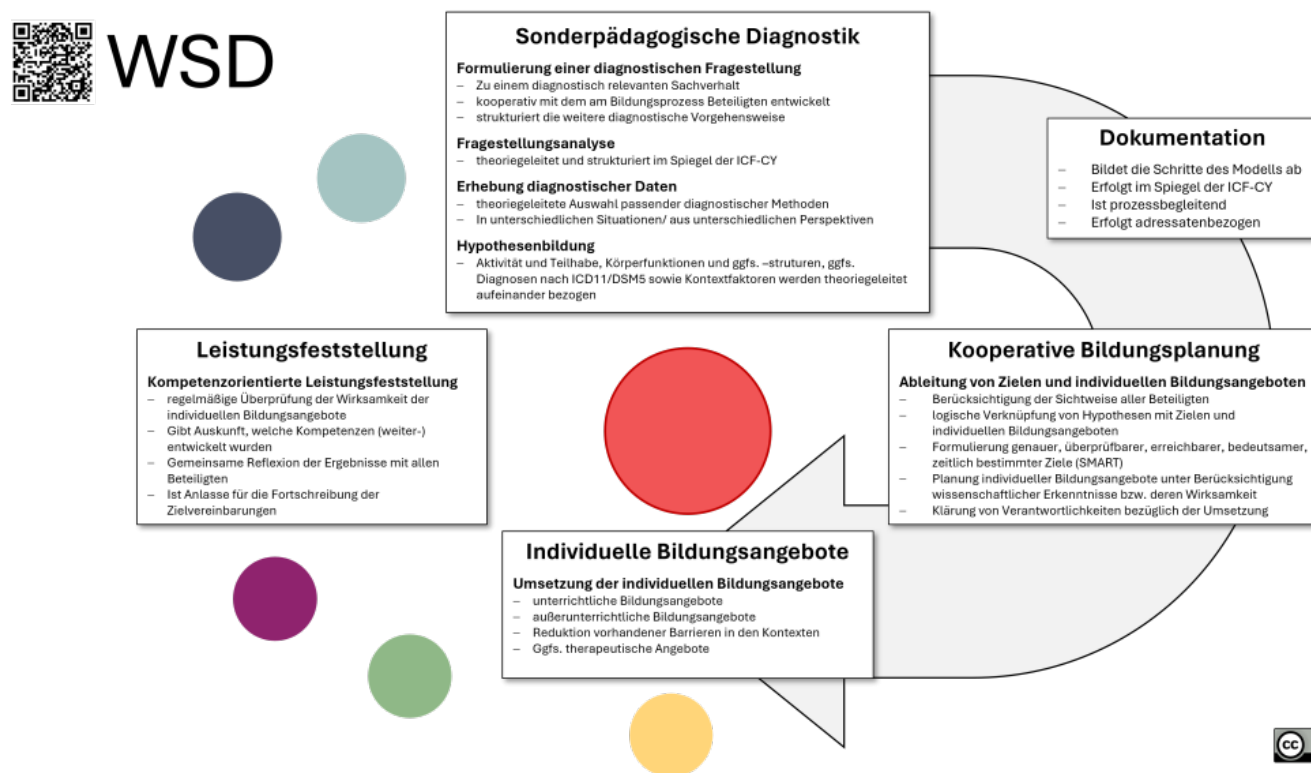 WSD
Sonderpädagogische Diagnostik
Formulierung einer diagnostischen Fragestellung
– Zu einem diagnostisch relevanten Sachverhalt
– kooperativ mit dem am Bildungsprozess Beteiligten entwickelt
– strukturiert die weitere diagnostische Vorgehensweise
Fragestellungsanalyse
– theoriegeleitet und strukturiert im Spiegel der ICF-CY
Erhebung diagnostischer Daten
– theoriegeleitete Auswahl passender diagnostischer Methoden
– In unterschiedlichen Situationen/ aus unterschiedlichen Perspektiven
Hypothesenbildung
– Aktivität und Teilhabe, Körperfunktionen und ggfs. –struturen, ggfs.
Diagnosen nach ICD11/DSM5 sowie Kontextfaktoren werden theoriegeleitet
aufeinander bezogen
Dokumentation
– Bildet die Schritte des Modells ab
– Erfolgt im Spiegel der ICF-CY
– Ist prozessbegleitend
– Erfolgt adressatenbezogen
Leistungsfeststellung
Kompetenzorientierte Leistungsfeststellung
– regelmäßige Überprüfung der Wirksamkeit der
individuellen Bildungsangebote
– Gibt Auskunft, welche Kompetenzen (weiter-)
entwickelt wurden
– Gemeinsame Reflexion der Ergebnisse mit allen
Beteiligten
– Ist Anlasse für die Fortschreibung der
Zielvereinbarungen
Kooperative Bildungsplanung
Ableitung von Zielen und individuellen Bildungsangeboten
– Berücksichtigung der Sichtweise aller Beteiligten
– logische Verknüpfung von Hypothesen mit Zielen und
individuellen Bildungsangeboten
– Formulierung genauer, überprüfbarer, erreichbarer, bedeutsamer,
zeitlich bestimmter Ziele (SMART)
– Planung individueller Bildungsangebote unter Berücksichtigung
wissenschaftlicher Erkenntnisse bzw. deren Wirksamkeit
– Klärung von Verantwortlichkeiten bezüglich der Umsetzung
Individuelle Bildungsangebote
Umsetzung der individuellen Bildungsangebote
– unterrichtliche Bildungsangebote
– außerunterrichtliche Bildungsangebote
– Reduktion vorhandener Barrieren in den Kontexten
– Ggfs. therapeutische Angebote
cc